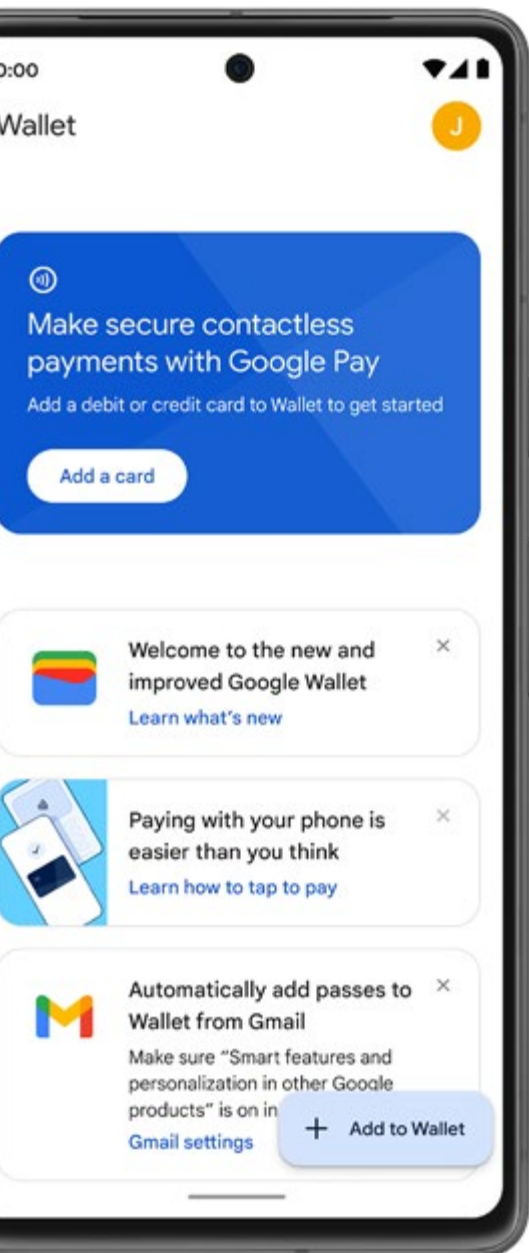 0:00
Wallet
J
Make secure contactless
payments with Google Pay
Add a debit or credit card to Wallet to get started
Add a card
Welcome to the new and
improved Google Wallet
Learn what's new
Paying with your phone is
easier than you think
Learn how to tap to pay
Automatically add passes to
Wallet from Gmail
Make sure “Smart features and
personalization in other Google
products” is on in
Gmail settings
+ Add to Wallet